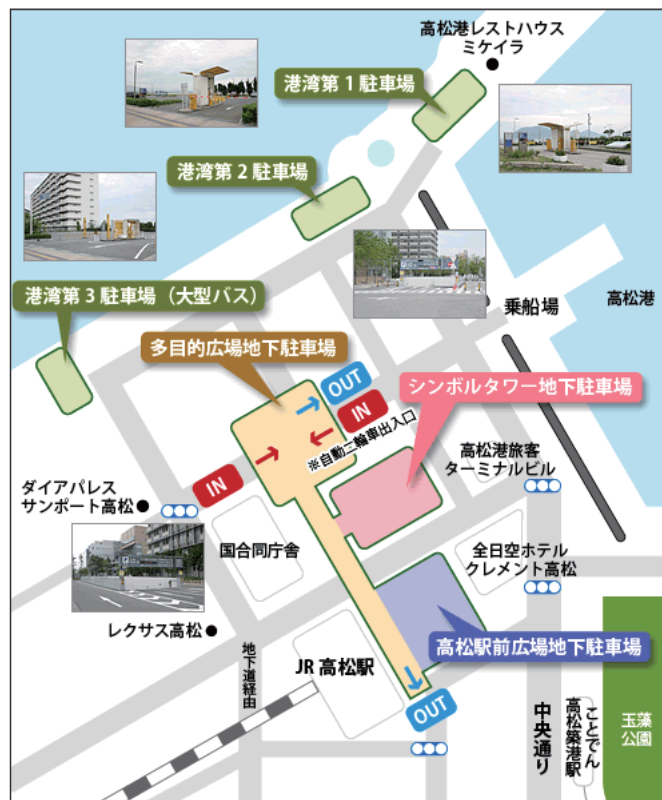 高松港レストハウス
ミケイラ
港湾第1駐車場
港湾第2駐車場
港湾第3駐車場（大型バス）
乗船場
高松港
多目的広場地下駐車場
OUT
IN
※自動二輪車出入口
シンボルタワー地下駐車場
IN
高松港旅客
ターミナルビル
ダイアパレス
サンポート高松
国合同庁舎
全日空ホテル
クレメント高松
レクサス高松
高松駅前広場地下駐車場
JR高松駅
地下道経由
OUT
中央通り
ことでん
高松築港駅
玉藻
公園